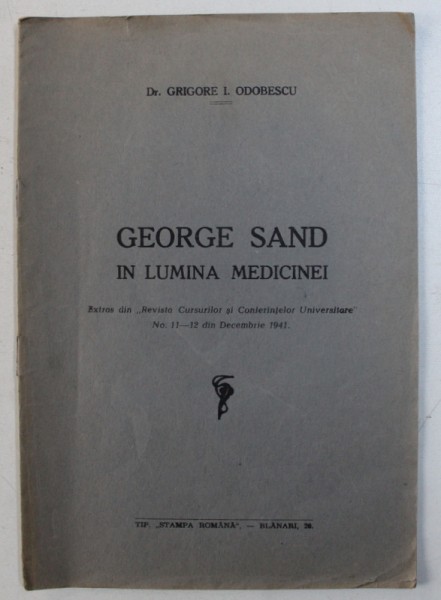 Dr. GRIGORE I. ODOBESCU
GEORGE SAND
IN LUMINA MEDICINEI
Extras din „Revista Cursurilor și Conferințelor Universitare"
No. 11—12 din Decembrie 1941.
TIP. „STAMPA ROMÂNĂ", — BLĂNARI, 20.